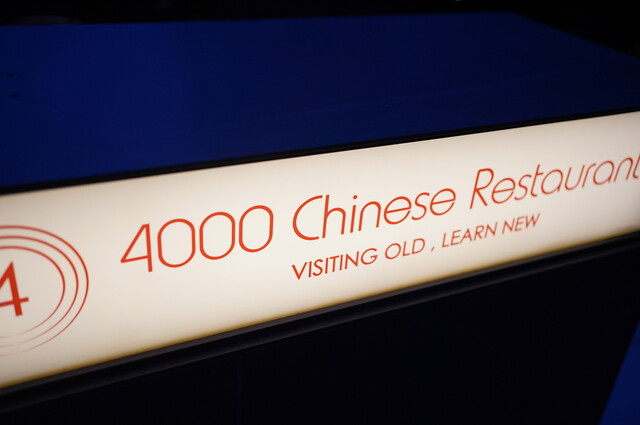 4
4000 Chinese Restaurant
VISITING OLD , LEARN NEW